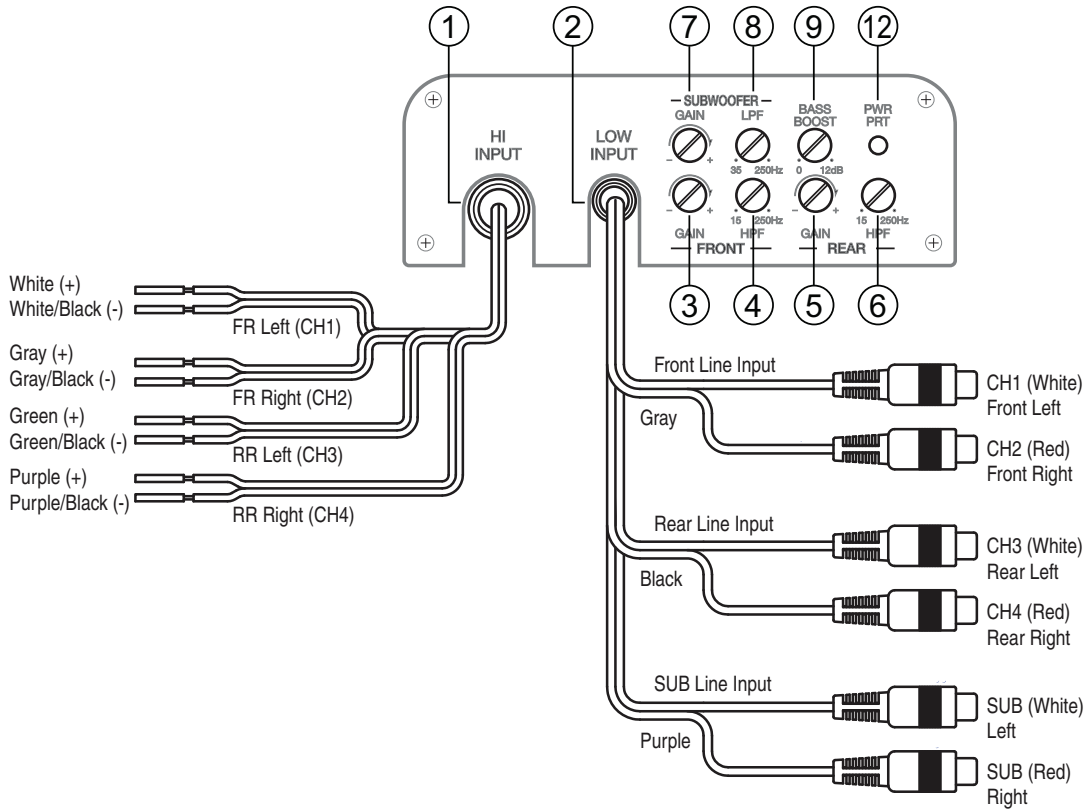 1 2 7 8 9 12
SUBWOOFER
GAIN LPF
BASS
BOOST
PWR
PRT
HI
INPUT
LOW
INPUT
- +
35 250Hz
0 12dB
- +
15 250Hz
- +
15 250Hz
GAIN HPF
FRONT
GAIN HPF
REAR
3 4 5 6
White (+)
White/Black (-)
FR Left (CH1)
Gray (+)
Gray/Black (-)
FR Right (CH2)
Green (+)
Green/Black (-)
RR Left (CH3)
Purple (+)
Purple/Black (-)
RR Right (CH4)
Front Line Input
Gray
CH1 (White)
Front Left
CH2 (Red)
Front Right
Rear Line Input
Black
CH3 (White)
Rear Left
CH4 (Red)
Rear Right
SUB Line Input
Purple
SUB (White)
Left
SUB (Red)
Right